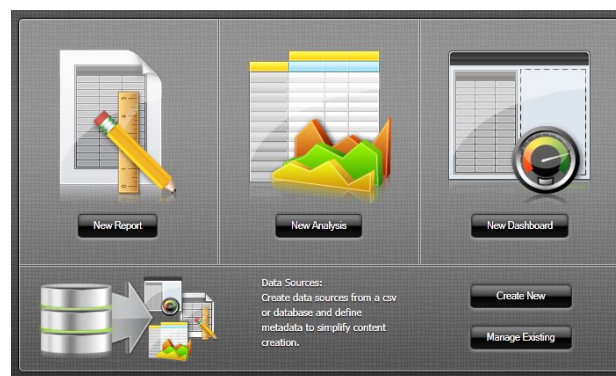 New Report
New Analysis
New Dashboard
Data Sources:
Create data sources from a csv
or database and define
metadata to simplify content
creation.
Create New
Manage Existing